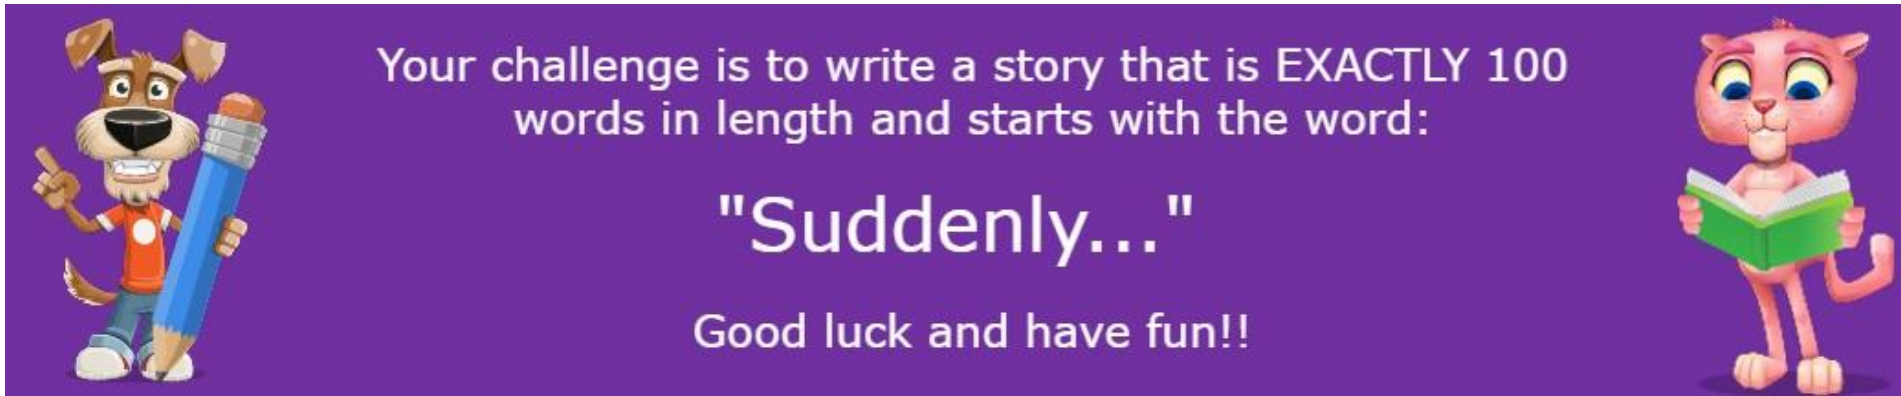 Your challenge is to write a story that is EXACTLY 100
words in length and starts with the word:
"Suddenly..."
Good luck and have fun!!